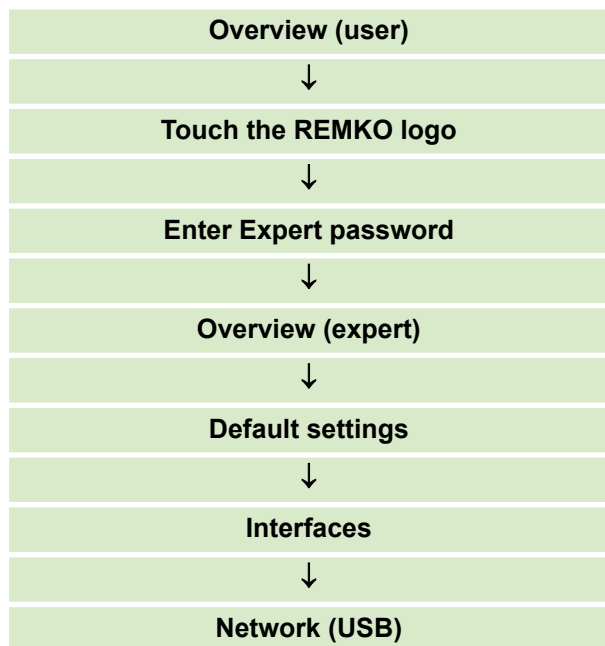 Overview (user)
↓
Touch the REMKO logo
↓
Enter Expert password
↓
Overview (expert)
↓
Default settings
↓
Interfaces
↓
Network (USB)